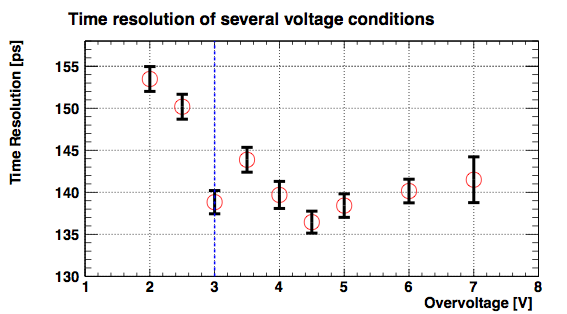 Time resolution of several voltage conditions
Time Resolution [ps]
155
150
145
140
135
130
1 2 3 4 5 6 7 8
Overvoltage [V]